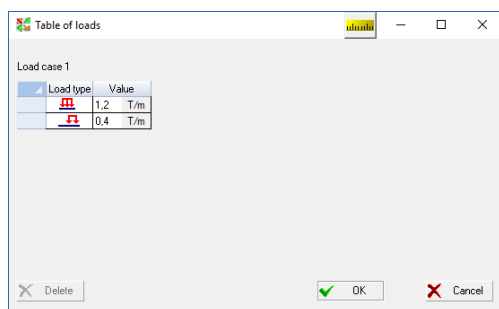 Table of loads
Load case 1
Load type Value
1,2 T/m
0,4 T/m
Delete OK Cancel